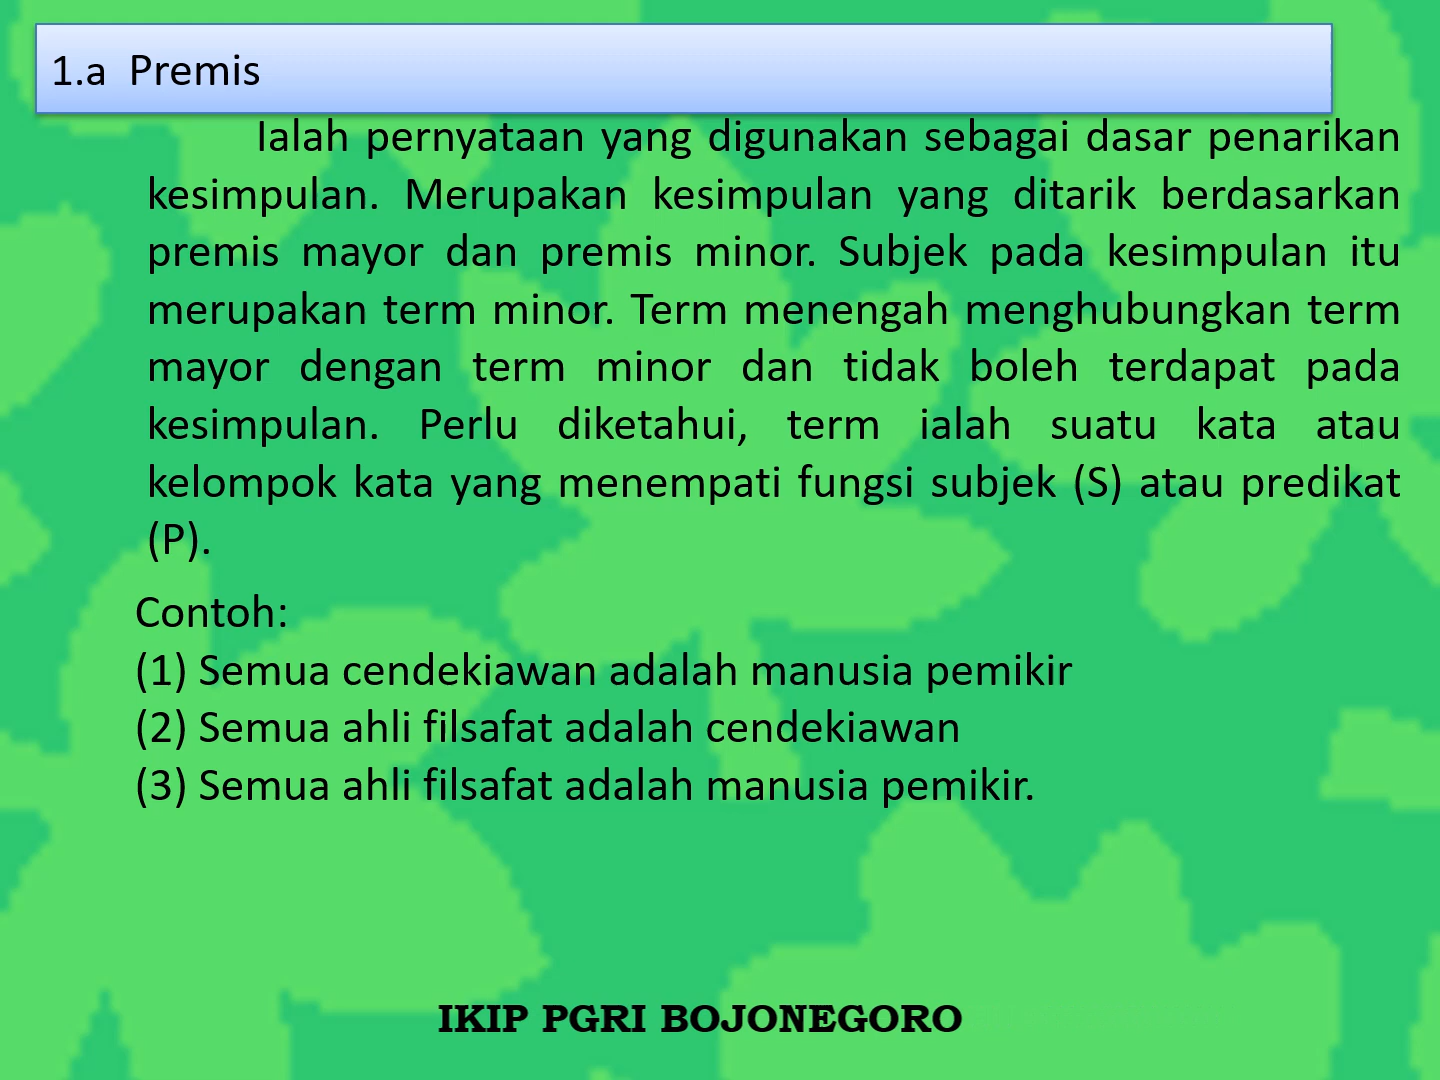 1.a Premis
Ialah pernyataan yang digunakan sebagai dasar penarikan
kesimpulan. Merupakan kesimpulan yang ditarik berdasarkan
premis mayor dan premis minor. Subjek pada kesimpulan itu
merupakan term minor. Term menengah menghubungkan term
mayor dengan term minor dan tidak boleh terdapat pada
kesimpulan. Perlu diketahui, term ialah suatu kata atau
kelompok kata yang menempati fungsi subjek (S) atau predikat
(P).
Contoh:
(1) Semua cendekiawan adalah manusia pemikir
(2) Semua ahli filsafat adalah cendekiawan
(3) Semua ahli filsafat adalah manusia pemikir.
IKIP PGRI BOJONEGORO